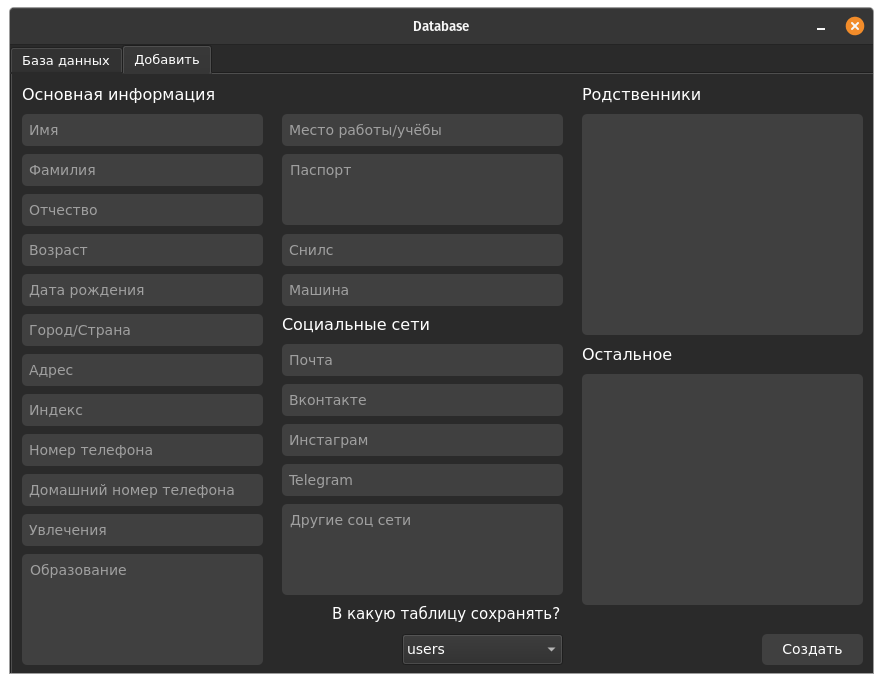 Database
База данных
Добавить
Основная информация
Имя
Фамилия
Отчество
Возраст
Дата рождения
Город/Страна
Адрес
Индекс
Номер телефона
Домашний номер телефона
Увлечения
Образование
Место работы/учёбы
Паспорт
Снилс
Машина
Социальные сети
Почта
Вконтакте
Инстаграм
Telegram
Другие соц сети
В какую таблицу сохранять?
users
Родственники
Остальное
Создать